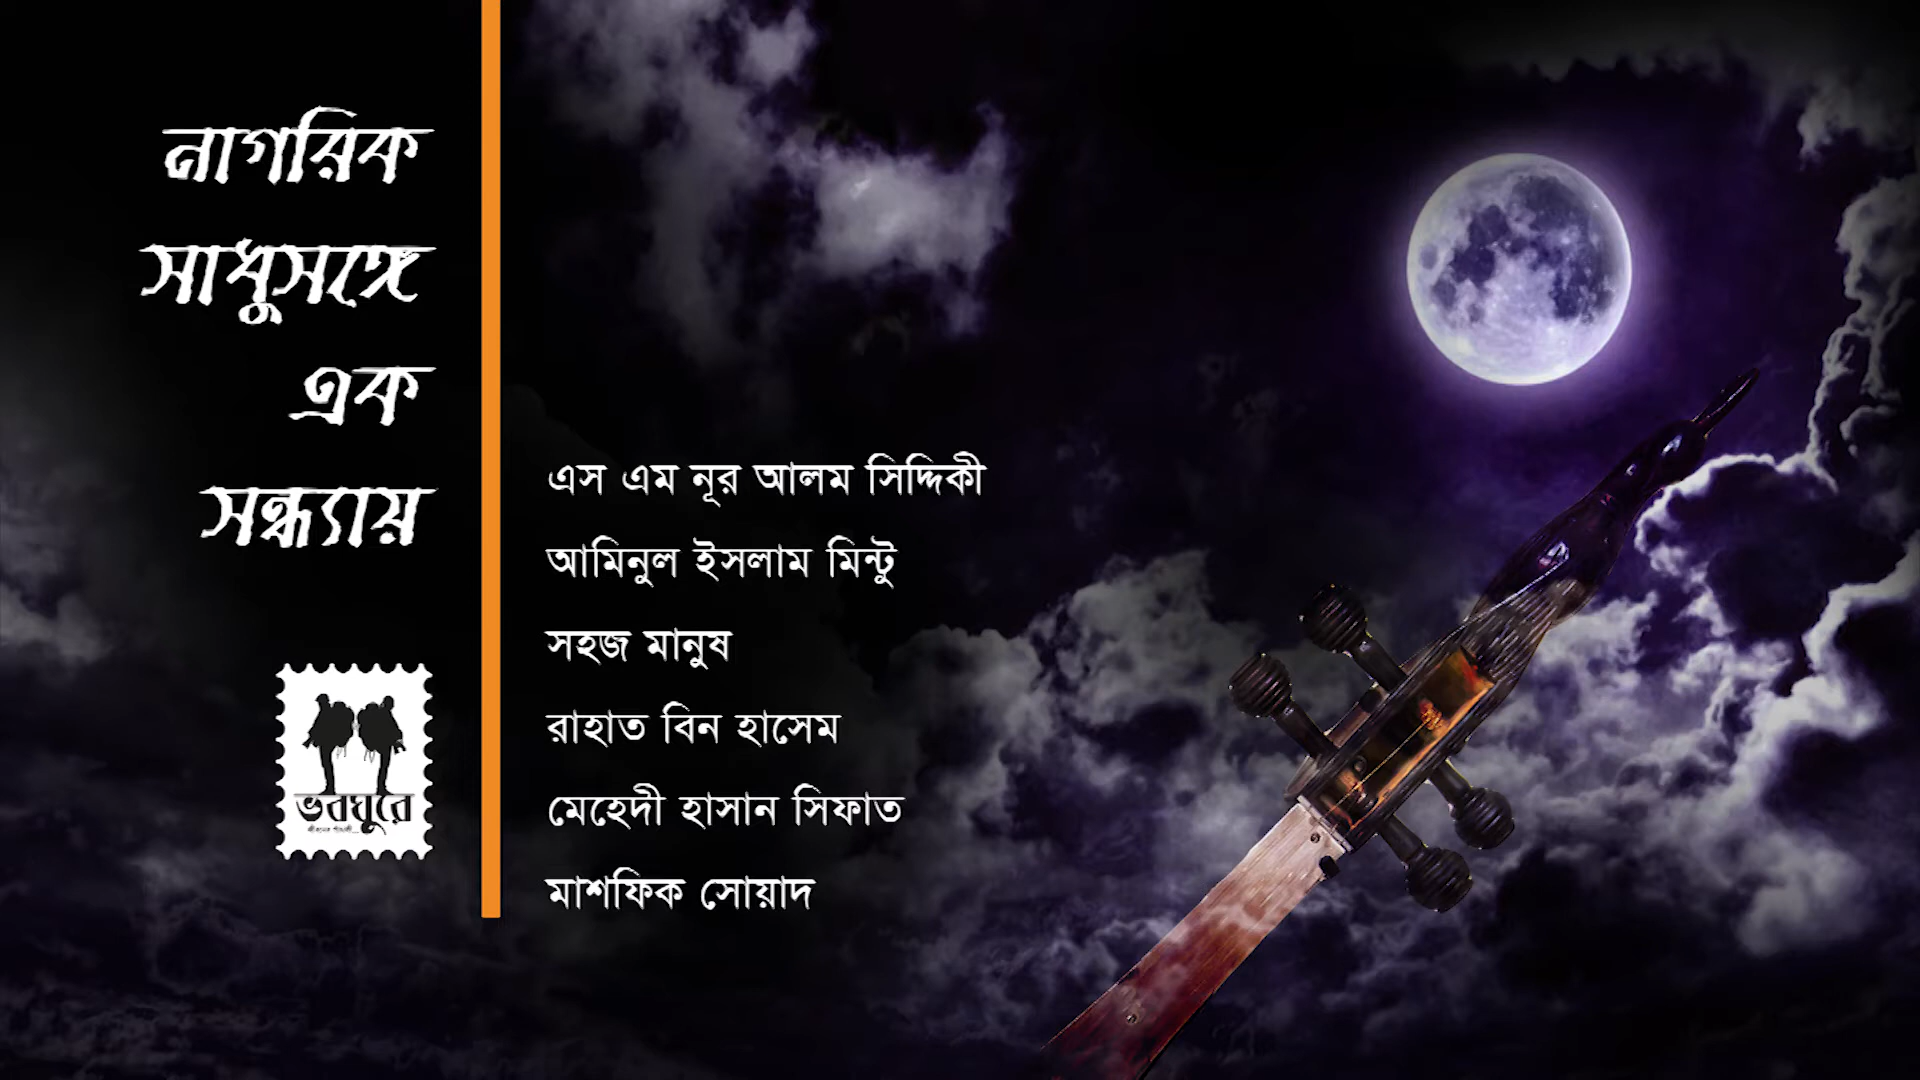 নাগরিক
সাধুসঙ্গে
এক
সন্ধ্যায়
ভবঘুরে
এস এম নূর আলম সিদ্দিকী
আমিনুল ইসলাম মিন্টু
সহজ মানুষ
রাহাত বিন হাসেম
মেহেদী হাসান সিফাত
মাশফিক সোয়াদ